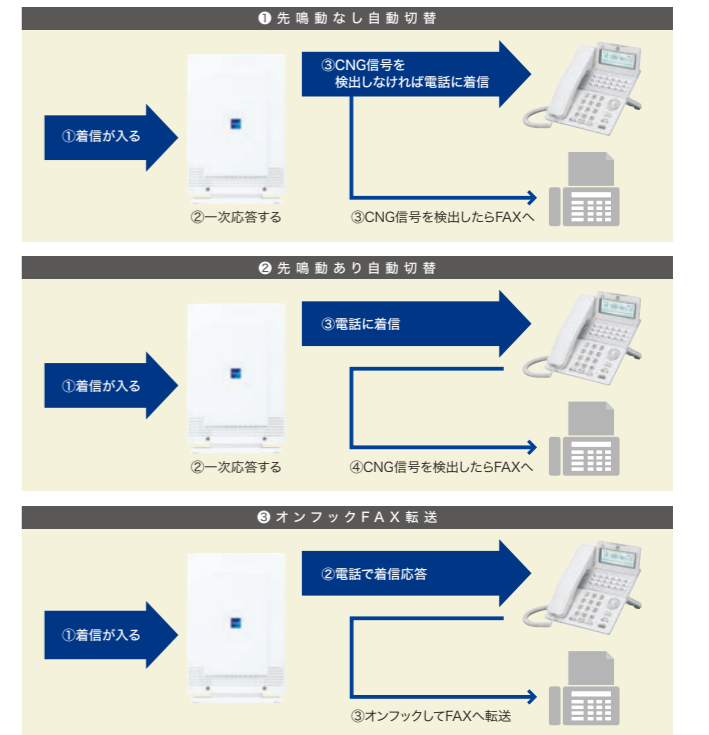 ❶先鳴動なし自動切替
③CNG信号を
検出しなければ電話に着信
①着信が入る
②一次応答する
③CNG信号を検出したらFAXへ
❷先鳴動あり自動切替
③電話に着信
①着信が入る
②一次応答する
④CNG信号を検出したらFAXへ
❸オンフックFAX転送
②電話で着信応答
①着信が入る
③オンフックしてFAXへ転送